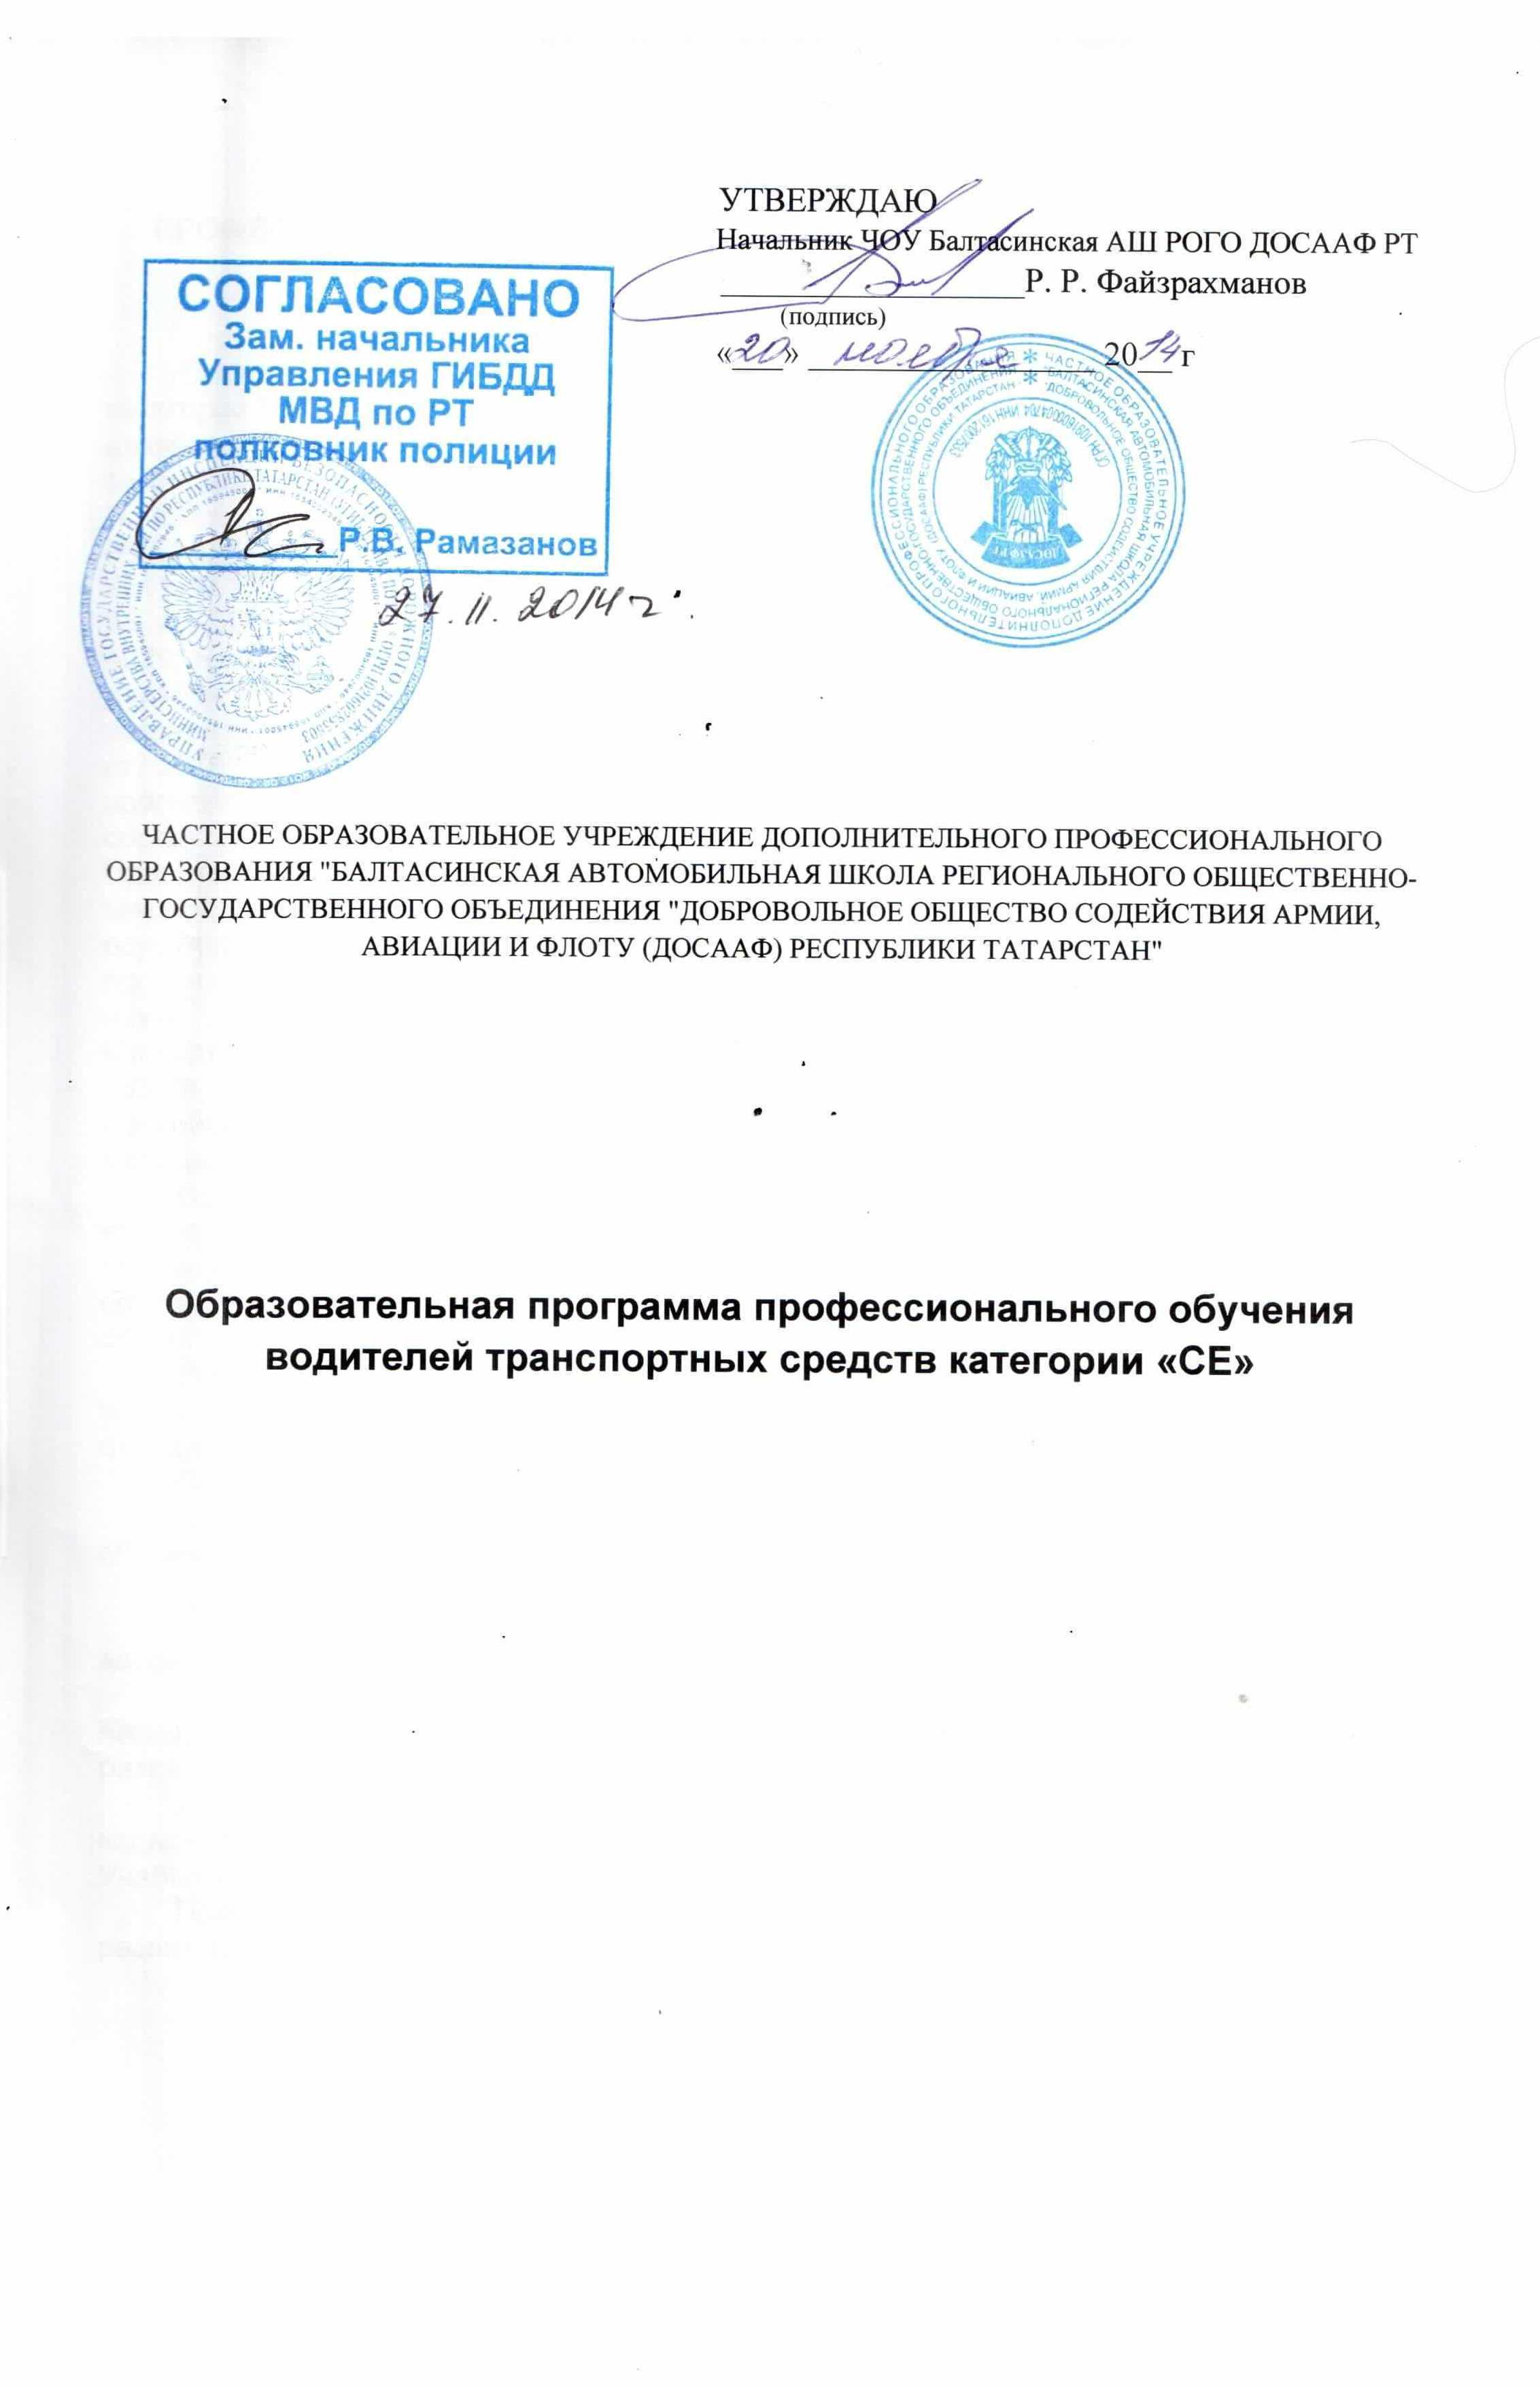 УТВЕРЖДАЮ
Начальник ЧОУ Балтасинская АШ РОГО ДОСААФ РТ
Р. Р. Файзрахманов
(подпись)
«20» ноября 2014 г
СОГЛАСОВАНО
Зам. начальника
Управления ГИБДД
МВД по РТ
полковник полиции
Р.В. Рамазанов
27.11.2014 г.
ЧАСТНОЕ ОБРАЗОВАТЕЛЬНОЕ УЧРЕЖДЕНИЕ ДОПОЛНИТЕЛЬНОГО ПРОФЕССИОНАЛЬНОГО
ОБРАЗОВАНИЯ "БАЛТАСИНСКАЯ АВТОМОБИЛЬНАЯ ШКОЛА РЕГИОНАЛЬНОГО ОБЩЕСТВЕННО-
ГОСУДАРСТВЕННОГО ОБЪЕДИНЕНИЯ "ДОБРОВОЛЬНОЕ ОБЩЕСТВО СОДЕЙСТВИЯ АРМИИ,
АВИАЦИИ И ФЛОТУ (ДОСААФ) РЕСПУБЛИКИ ТАТАРСТАН"
Образовательная программа профессионального обучения
водителей транспортных средств категории «СЕ»